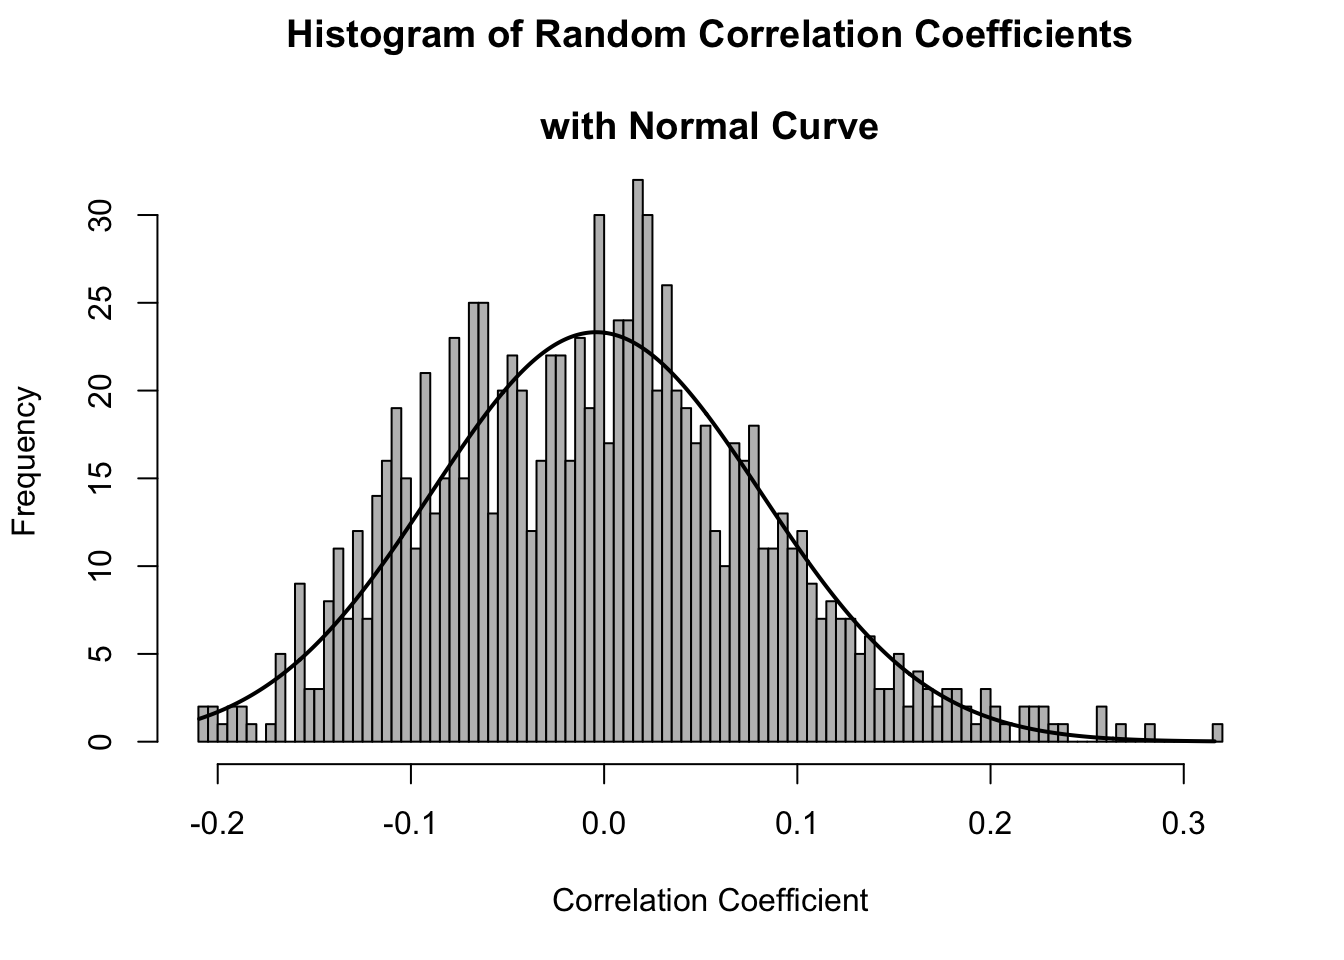 Histogram of Random Correlation Coefficients
with Normal Curve
30
25
20
15
10
5
0
Frequency
-0.2 -0.1 0.0 0.1 0.2 0.3
Correlation Coefficient